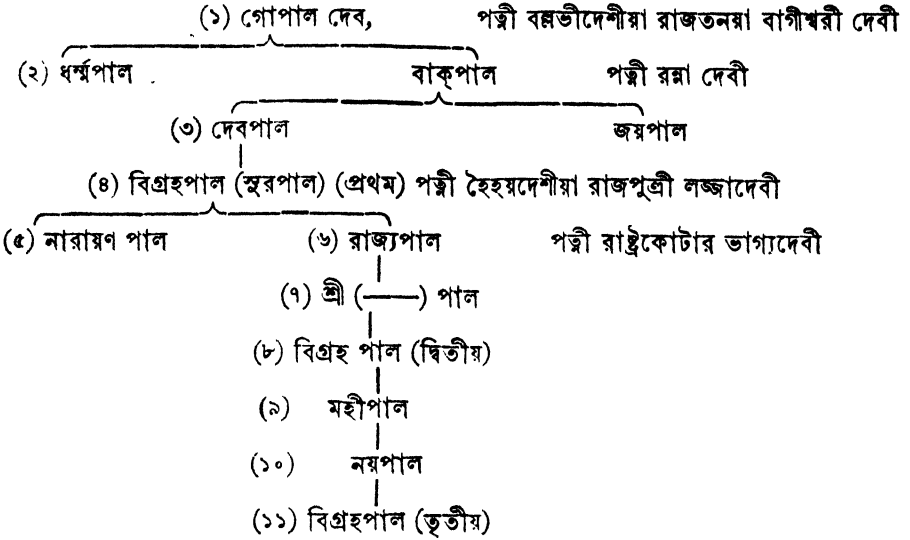 (১) গোপাল দেব, পত্নী বল্লভীদেশীয়া রাজতনয়া বাগীশ্বরী দেবী
(২) ধর্ম্মপাল বাক্‌পাল পত্নী রন্না দেবী
(৩) দেবপাল জয়পাল
(৪) বিগ্রহপাল (সুরপাল) (প্রথম) পত্নী হৈহয়দেশীয়া রাজপুত্রী লজ্জাদেবী
(৫) নারায়ণ পাল (৬) রাজ্যপাল পত্নী রাষ্ট্রকোটার ভাগ্যদেবী
(৭) শ্রী (———) পাল
(৮) বিগ্রহ পাল (দ্বিতীয়)
(৯) মহীপাল
(১০) নয়পাল
(১১) বিগ্রহপাল (তৃতীয়)